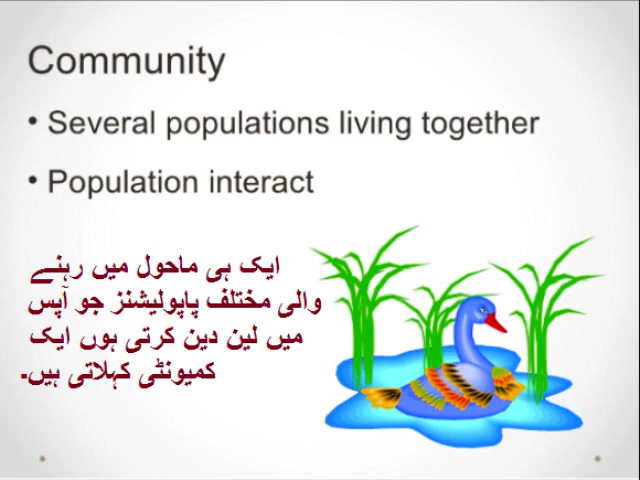 Community
• Several populations living together
• Population interact
ایک ہی ماحول میں رہنے
والی مختلف پاپولیشنز جو آپس
میں لین دین کرتی ہوں ایک
کمیونٹی کہلاتی ہیں۔